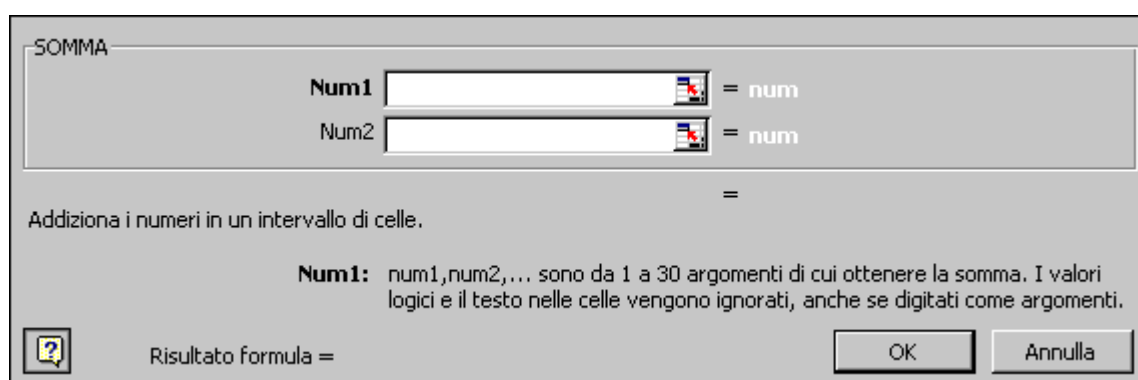 SOMMA
Num1 = num
Num2 = num
=
Addiziona i numeri in un intervallo di celle.
Num1: num1,num2,... sono da 1 a 30 argomenti di cui ottenere la somma. I valori
logici e il testo nelle celle vengono ignorati, anche se digitati come argomenti.
? Risultato formula = OK Annulla